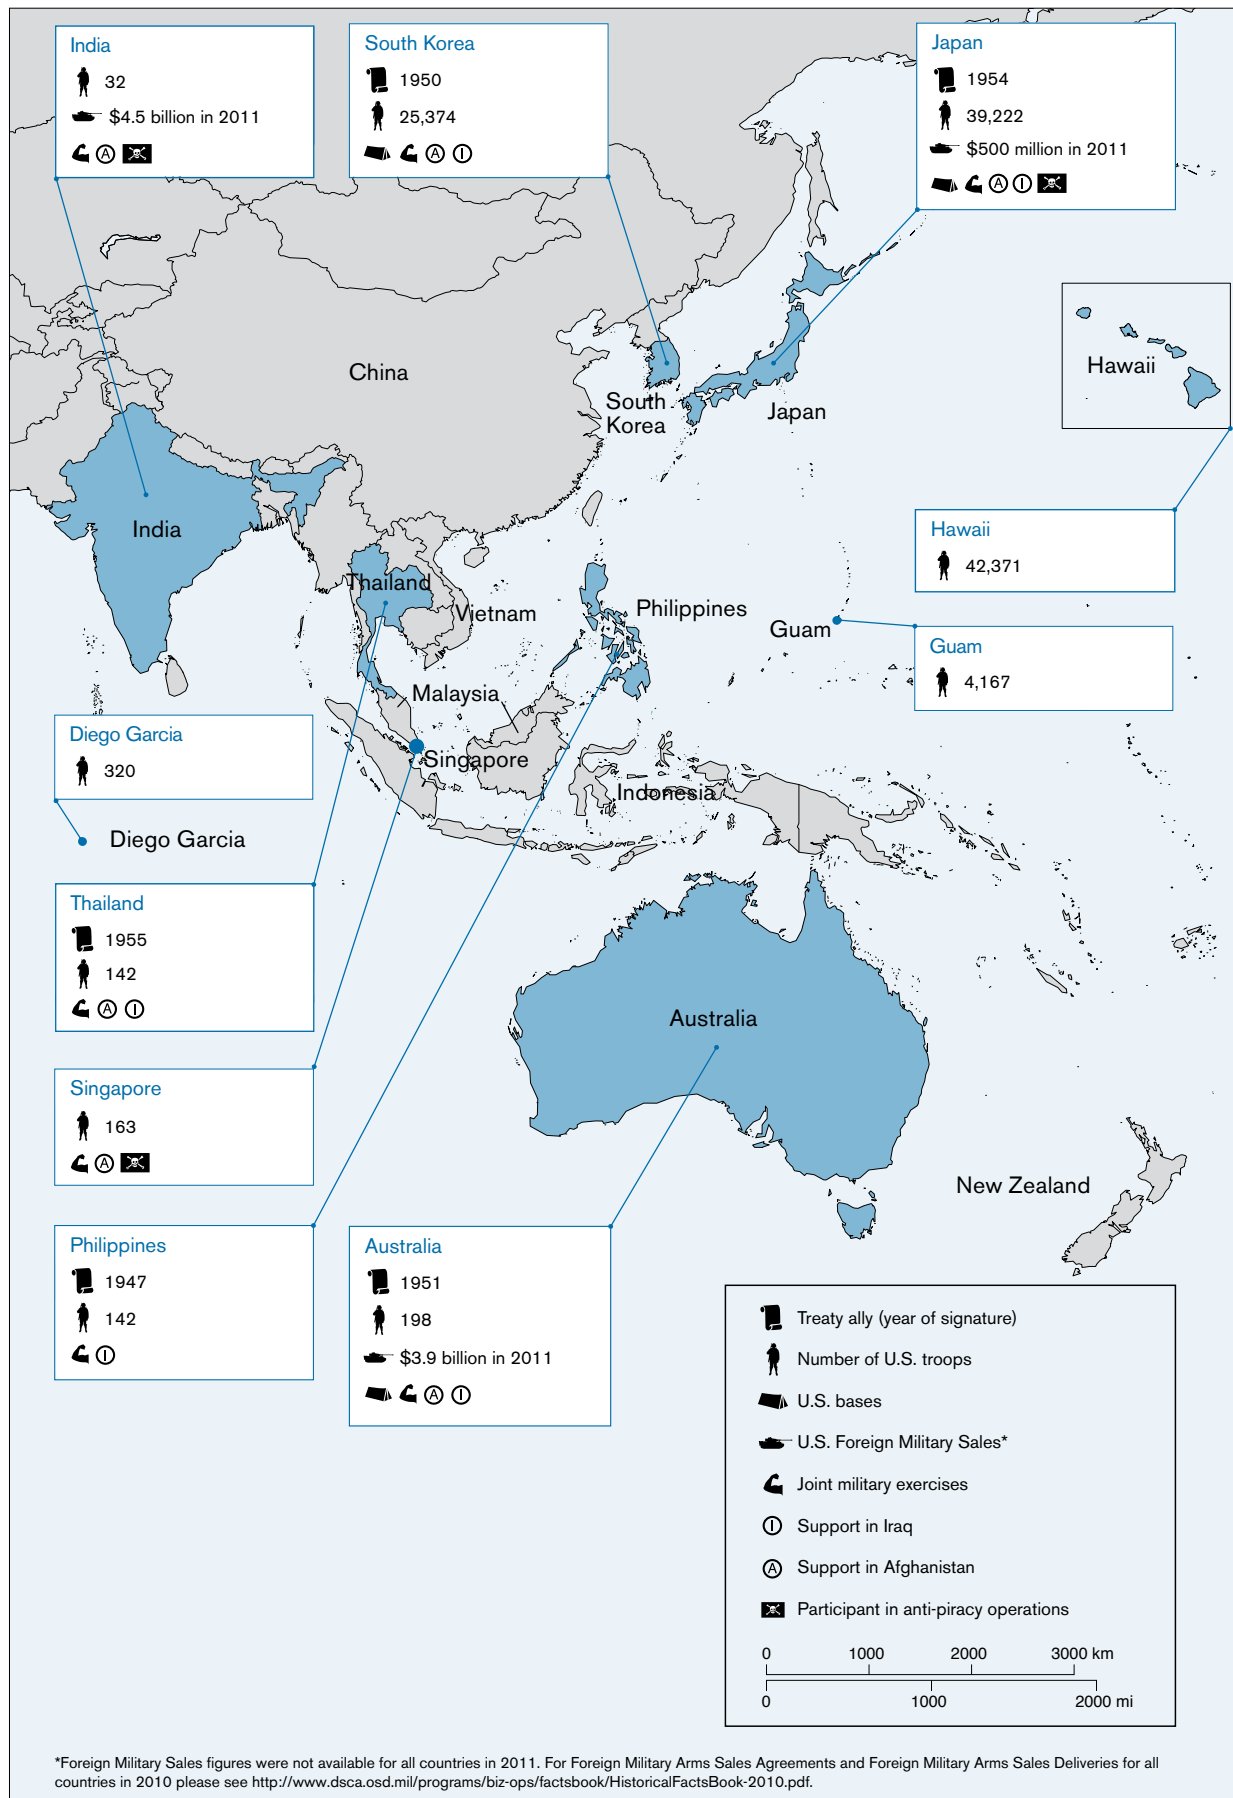 India
32
$4.5 billion in 2011
A
South Korea
1950
25,374
A I
Japan
1954
39,222
$500 million in 2011
A I
China
South
Korea
Japan
Hawaii
India
Hawaii
42,371
Thailand
Vietnam
Philippines
Guam
Guam
4,167
Malaysia
Singapore
Indonesia
Diego Garcia
320
Diego Garcia
Thailand
1955
142
A I
Australia
Singapore
163
A
New Zealand
Philippines
1947
142
I
Australia
1951
198
$3.9 billion in 2011
A I
Treaty ally (year of signature)
Number of U.S. troops
U.S. bases
U.S. Foreign Military Sales*
Joint military exercises
I Support in Iraq
A Support in Afghanistan
Participant in anti-piracy operations
0 1000 2000 3000 km
0 1000 2000 mi
*Foreign Military Sales figures were not available for all countries in 2011. For Foreign Military Arms Sales Agreements and Foreign Military Arms Sales Deliveries for all
countries in 2010 please see http://www.dsca.osd.mil/programs/biz-ops/factsbook/HistoricalFactsBook-2010.pdf.